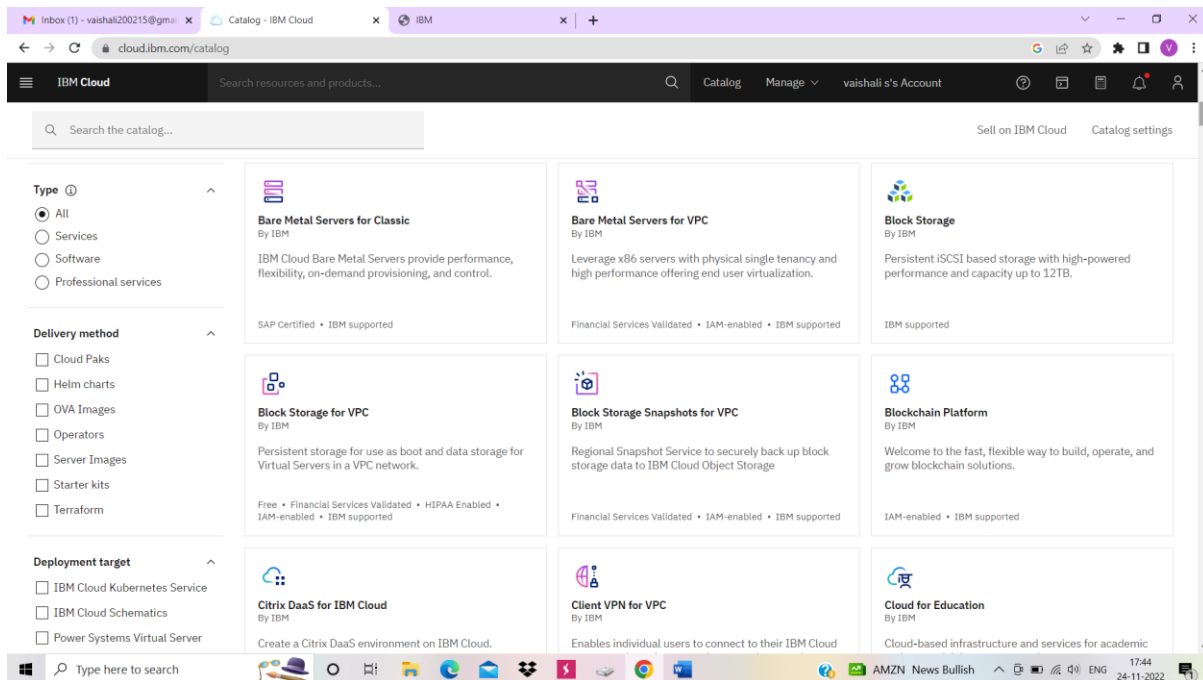 Inbox (1) - vaishali200215@gmai
Catalog - IBM Cloud
IBM
cloud.ibm.com/catalog
V
IBM Cloud
Search resources and products...
Catalog
Manage
vaishali s's Account
Search the catalog...
Sell on IBM Cloud
Catalog settings
Type
All
Services
Software
Professional services
Delivery method
Cloud Paks
Helm charts
OVA Images
Operators
Server Images
Starter kits
Terraform
Deployment target
IBM Cloud Kubernetes Service
IBM Cloud Schematics
Power Systems Virtual Server
Bare Metal Servers for Classic
By IBM
IBM Cloud Bare Metal Servers provide performance,
flexibility, on-demand provisioning, and control.
SAP Certified • IBM supported
Bare Metal Servers for VPC
By IBM
Leverage x86 servers with physical single tenancy and
high performance offering end user virtualization.
Financial Services Validated • IAM-enabled • IBM supported
Block Storage
By IBM
Persistent iSCSI based storage with high-powered
performance and capacity up to 12TB.
IBM supported
Block Storage for VPC
By IBM
Persistent storage for use as boot and data storage for
Virtual Servers in a VPC network.
Free • Financial Services Validated • HIPAA Enabled •
IAM-enabled • IBM supported
Block Storage Snapshots for VPC
By IBM
Regional Snapshot Service to securely back up block
storage data to IBM Cloud Object Storage
Financial Services Validated • IAM-enabled • IBM supported
Blockchain Platform
By IBM
Welcome to the fast, flexible way to build, operate, and
grow blockchain solutions.
IAM-enabled • IBM supported
Citrix DaaS for IBM Cloud
By IBM
Create a Citrix DaaS environment on IBM Cloud.
Client VPN for VPC
By IBM
Enables individual users to connect to their IBM Cloud
Cloud for Education
By IBM
Cloud-based infrastructure and services for academic
Type here to search
AMZN News Bullish
ENG
17:44
24-11-2022